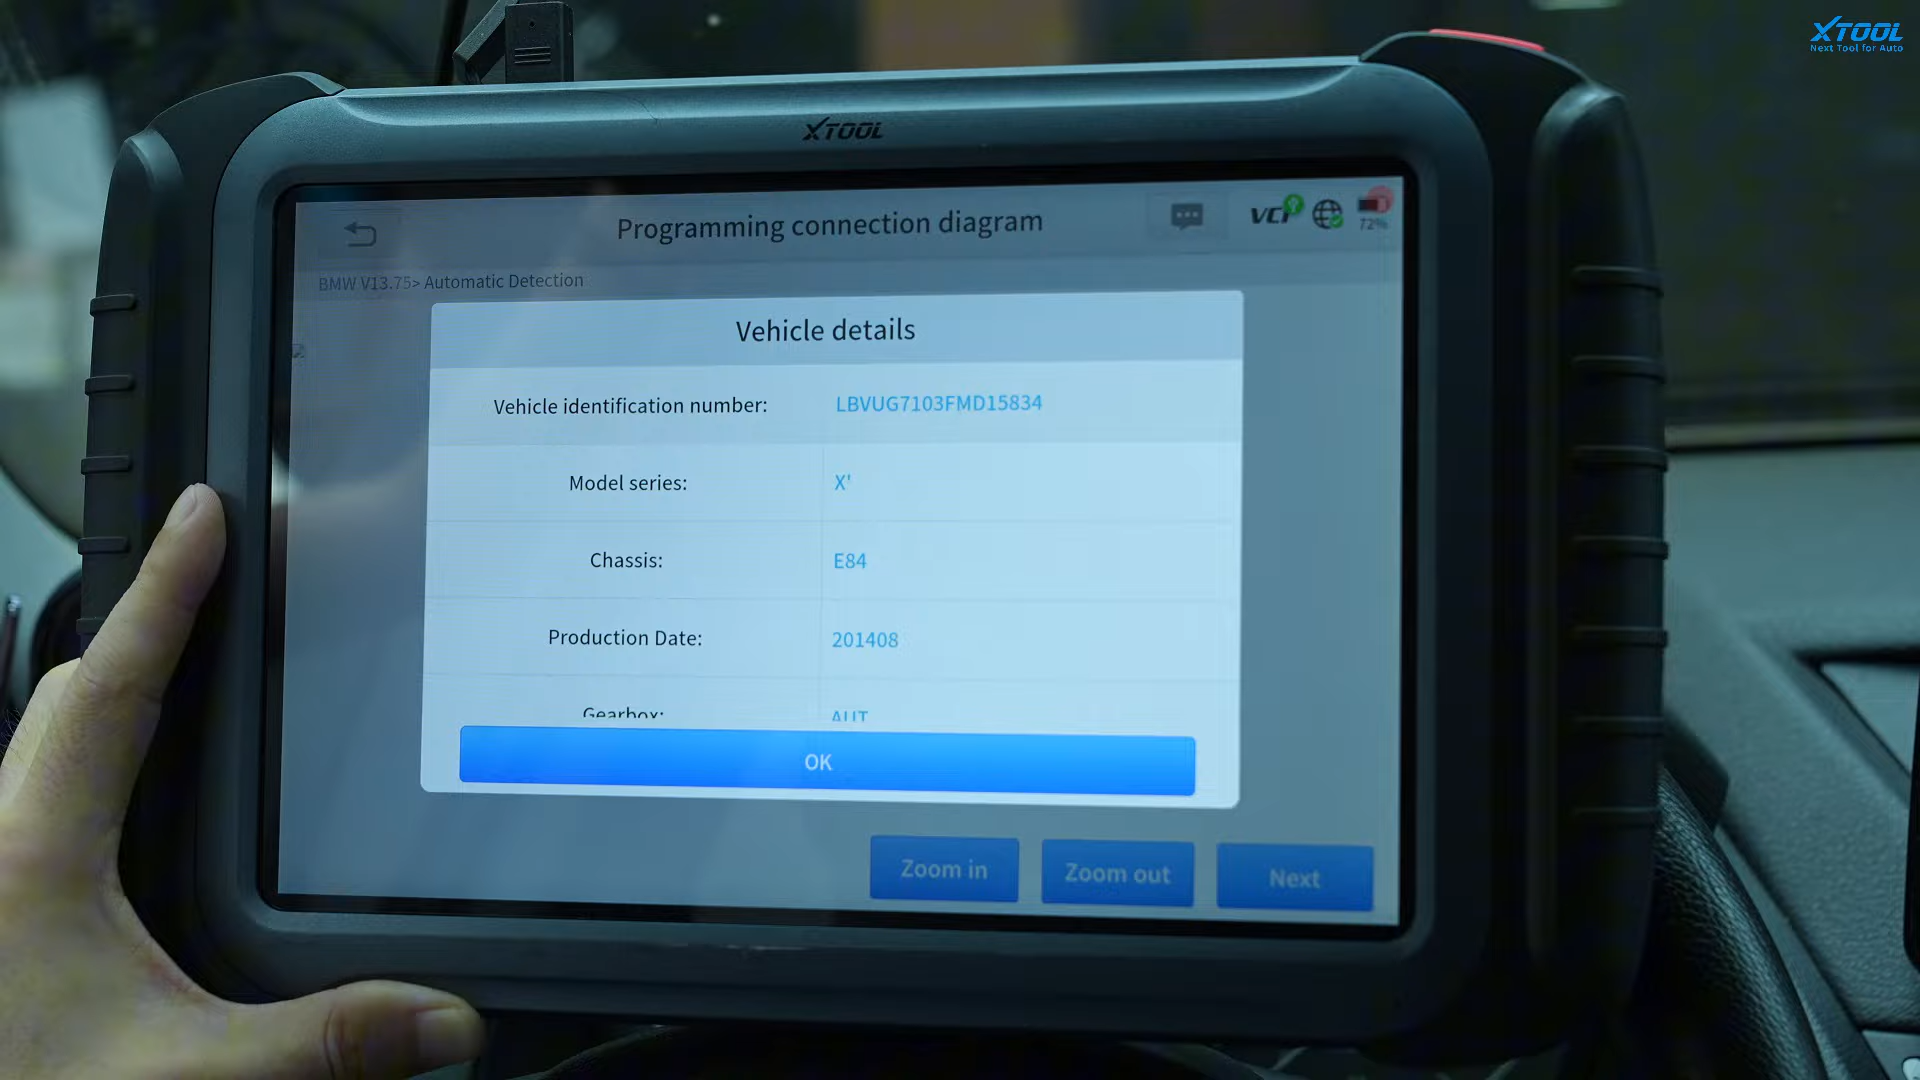 XTOOL
Next Tool for Auto
XTOOL
Programming connection diagram
VCI
72%
BMW V13.75> Automatic Detection
Vehicle details
Vehicle identification number: LBVUG7103FMD15834
Model series: X'
Chassis: E84
Production Date: 201408
Gearbox: AUT
OK
Zoom in Zoom out Next